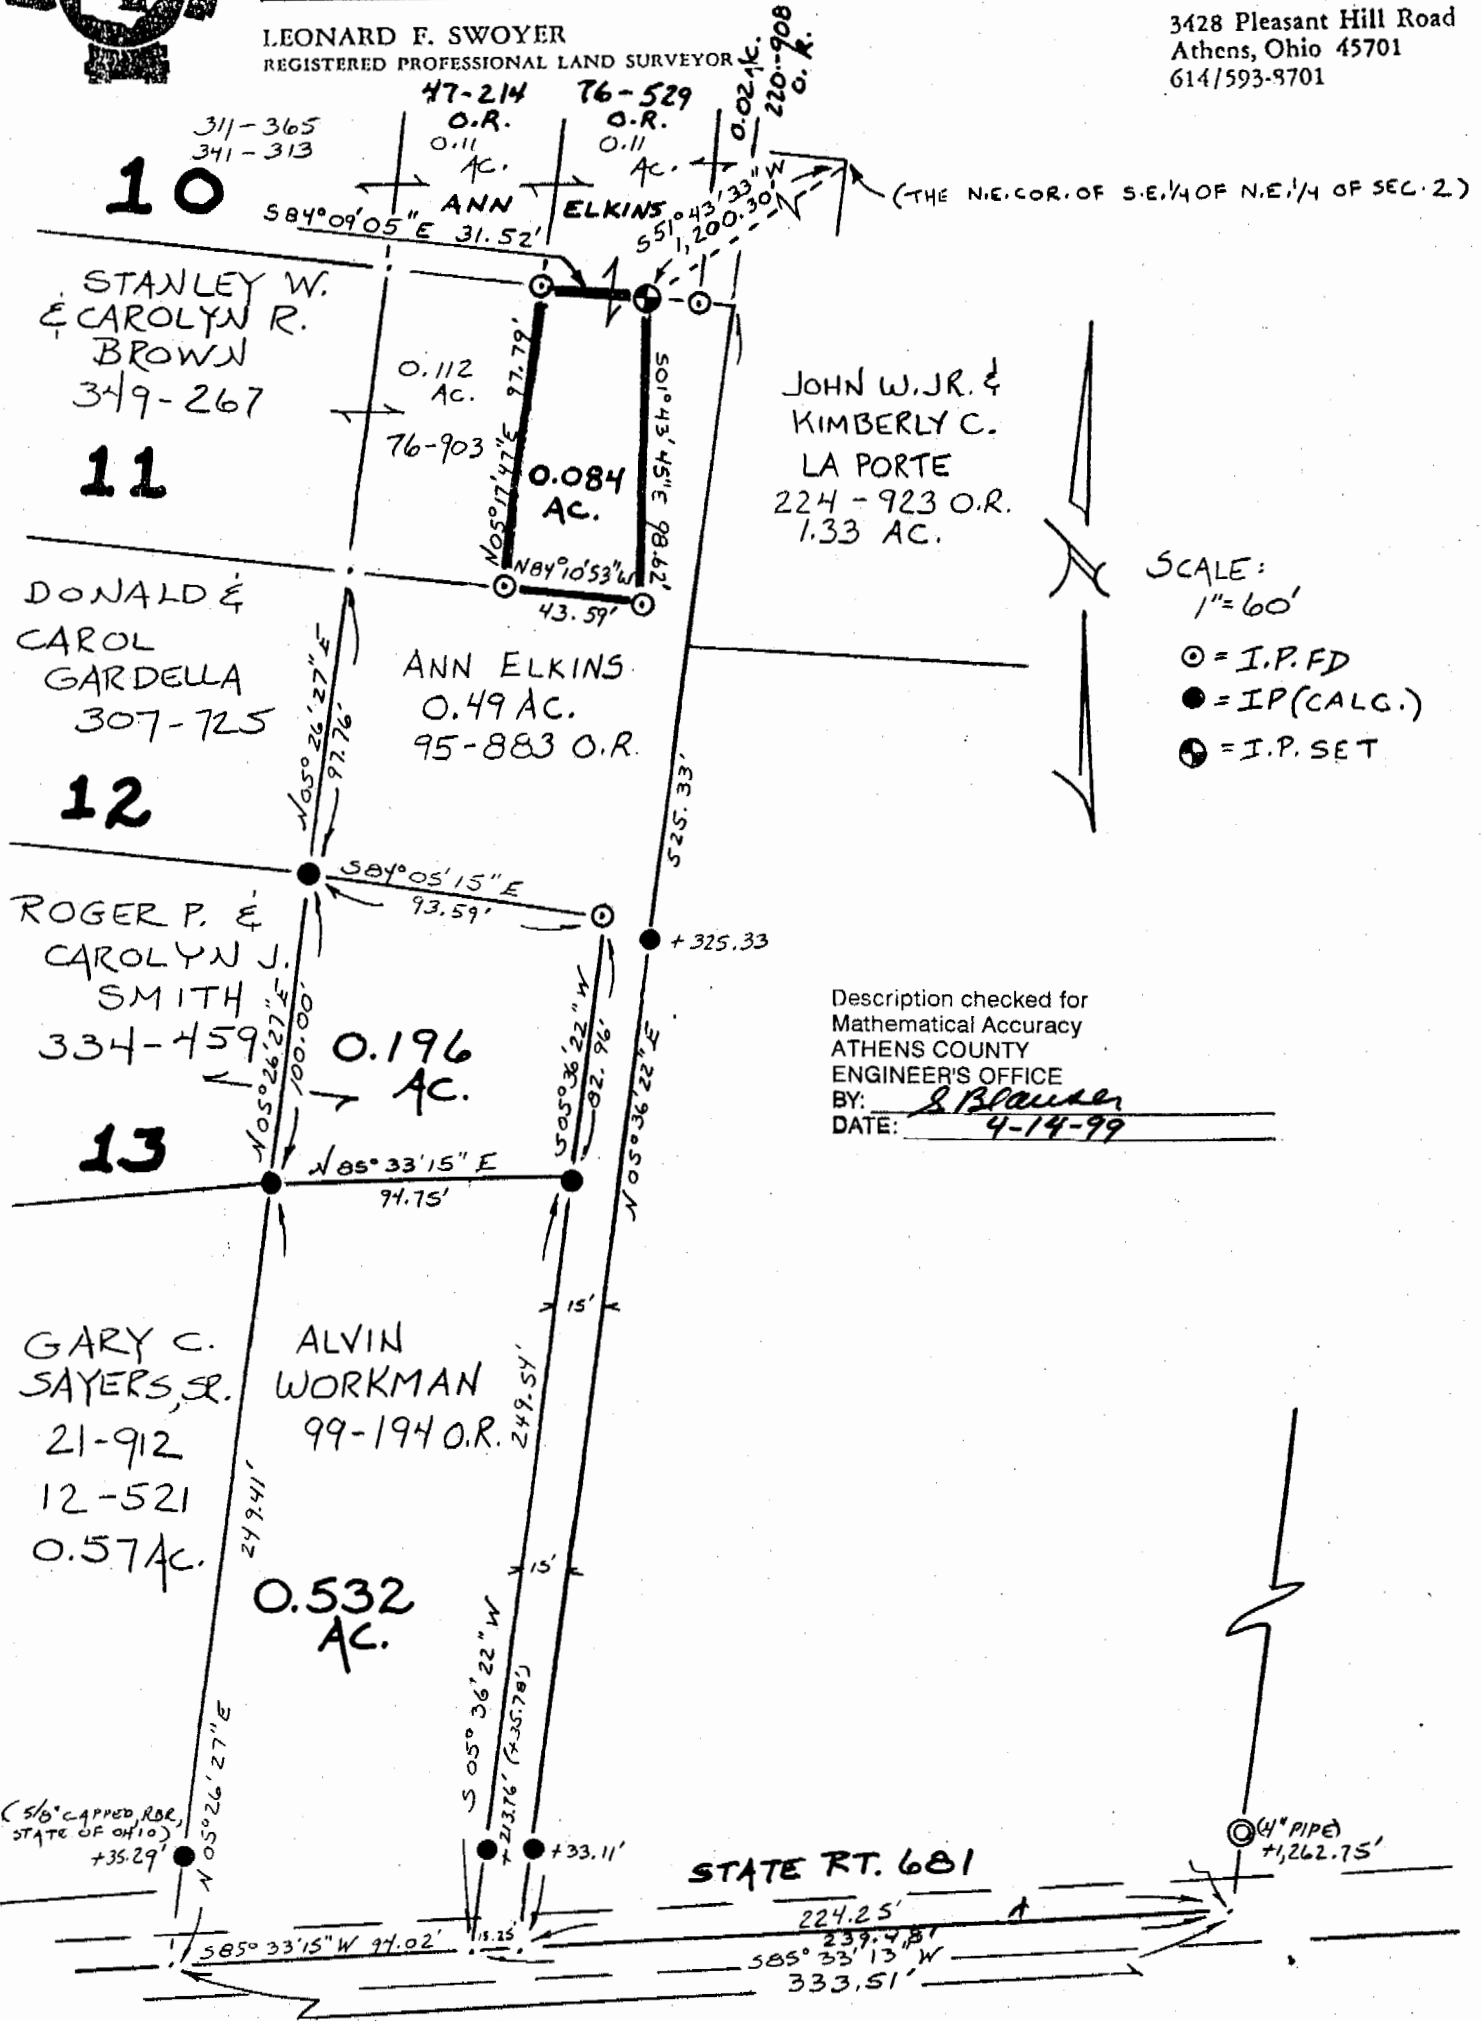 LEONARD F. SWOYER
REGISTERED PROFESSIONAL LAND SURVEYOR
3428 Pleasant Hill Road
Athens, Ohio 45701
614/593-8701
311-365
341-313
10
47-214
O.R.
0.11
AC.
76-529
O.R.
0.11
AC.
220-908
O.R.
ANN ELKINS
S84°09'05"E 31.52'
S51°43'33"W
1,200.30'
(THE N.E.COR.OF S.E.¼ OF N.E.¼ OF SEC.2)
STANLEY W.
& CAROLYN R.
BROWN
349-267
11
0.112
AC.
76-903
N05°17'47"E 97.79'
0.084
AC.
S01°43'45"E 98.62'
N84°10'53"W
43.59'
JOHN W. JR. &
KIMBERLY C.
LA PORTE
224-923 O.R.
1.33 AC.
SCALE:
1"=60'
= I.P. FD
= IP (CALC.)
= I.P. SET
DONALD &
CAROL
GARDELLA
307-725
12
N05°26'27"E
97.76'
ANN ELKINS
0.49 AC.
95-883 O.R.
525.33'
S84°05'15"E
93.59'
+325.33
ROGER P. &
CAROLYN J.
SMITH
334-459
13
N05°26'27"E
100.00'
0.196
AC.
S05°36'22"W
82.96'
N05°36'22"E
N85°33'15"E
94.75'
Description checked for
Mathematical Accuracy
ATHENS COUNTY
ENGINEER'S OFFICE
BY: S Blauser
DATE: 4-14-99
15'
GARY C.
SAYERS, SR.
21-912
12-521
0.57 AC.
ALVIN
WORKMAN
99-194 O.R.
249.41'
249.54'
15'
0.532
AC.
N05°26'27"E
S05°36'22"W
+213.76' (+35.78')
(5/8" CAPPED RBR,
STATE OF OHIO)
+35.29'
+33.11'
(4" PIPE)
+1,262.75'
STATE RT. 681
S85°33'15"W 94.02'
15.25'
224.25'
S85°33'13"W
333.51'